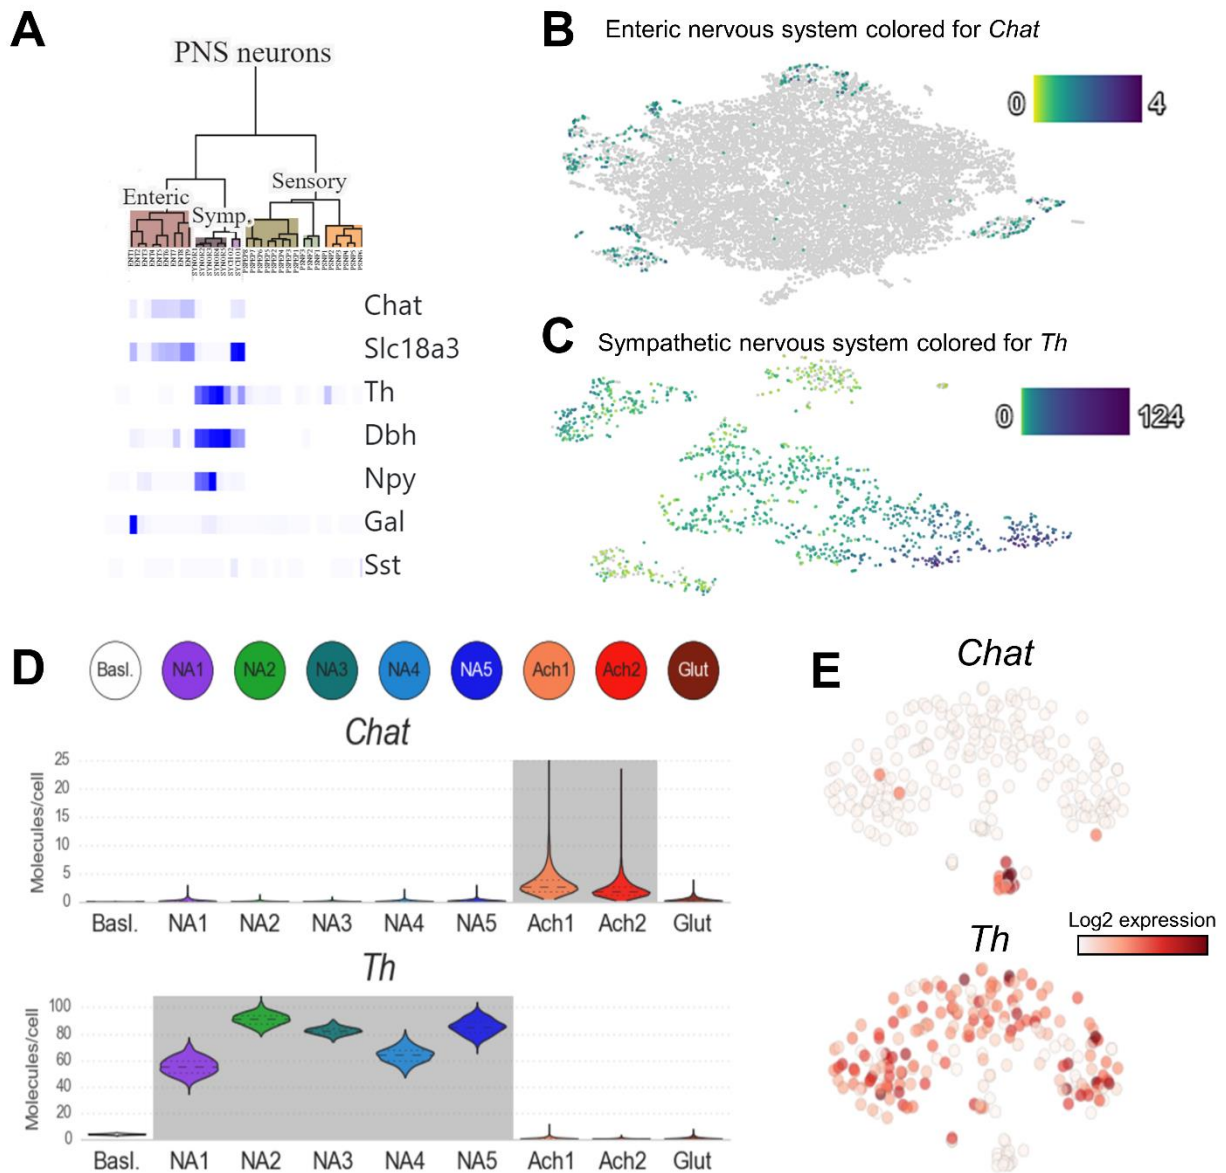 A
PNS neurons
Enteric
Symp.
Sensory
Chat
Slc18a3
Th
Dbh
Npy
Gal
Sst
B
Enteric nervous system colored for Chat
0
4
C
Sympathetic nervous system colored for Th
0
124
D
Basl.
NA1
NA2
NA3
NA4
NA5
Ach1
Ach2
Glut
Chat
Molecules/cell
25
20
15
10
5
0
Basl.
NA1
NA2
NA3
NA4
NA5
Ach1
Ach2
Glut
Th
Molecules/cell
100
80
60
40
20
0
Basl.
NA1
NA2
NA3
NA4
NA5
Ach1
Ach2
Glut
E
Chat
Log2 expression
Th